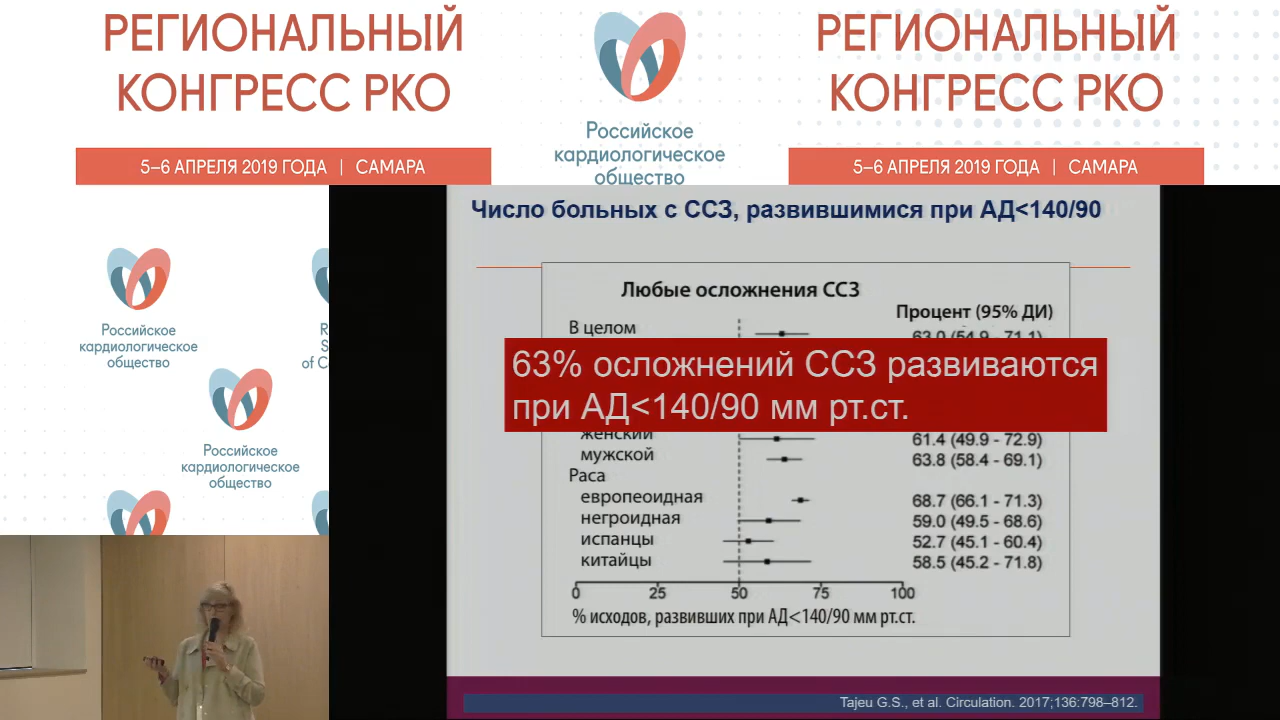 РЕГИОНАЛЬНЫЙ
КОНГРЕСС РКО
5–6 АПРЕЛЯ 2019 ГОДА | САМАРА
Российское
кардиологическое
общество
РЕГИОНАЛЬНЫЙ
КОНГРЕСС РКО
5–6 АПРЕЛЯ 2019 ГОДА | САМАРА
Российское
кардиологическое
общество
R
S
of C
Российское
кардиологическое
общество
Число больных с ССЗ, развившимися при АД<140/90
Любые осложнения ССЗ
Процент (95% ДИ)
В целом 63.0 (54.9 - 71.1)
63% осложнений ССЗ развиваются
при АД<140/90 мм рт.ст.
женский 61.4 (49.9 - 72.9)
мужской 63.8 (58.4 - 69.1)
Раса
европеоидная 68.7 (66.1 - 71.3)
негроидная 59.0 (49.5 - 68.6)
испанцы 52.7 (45.1 - 60.4)
китайцы 58.5 (45.2 - 71.8)
0 25 50 75 100
% исходов, развивших при АД<140/90 мм рт.ст.
Tajeu G.S., et al. Circulation. 2017;136:798–812.